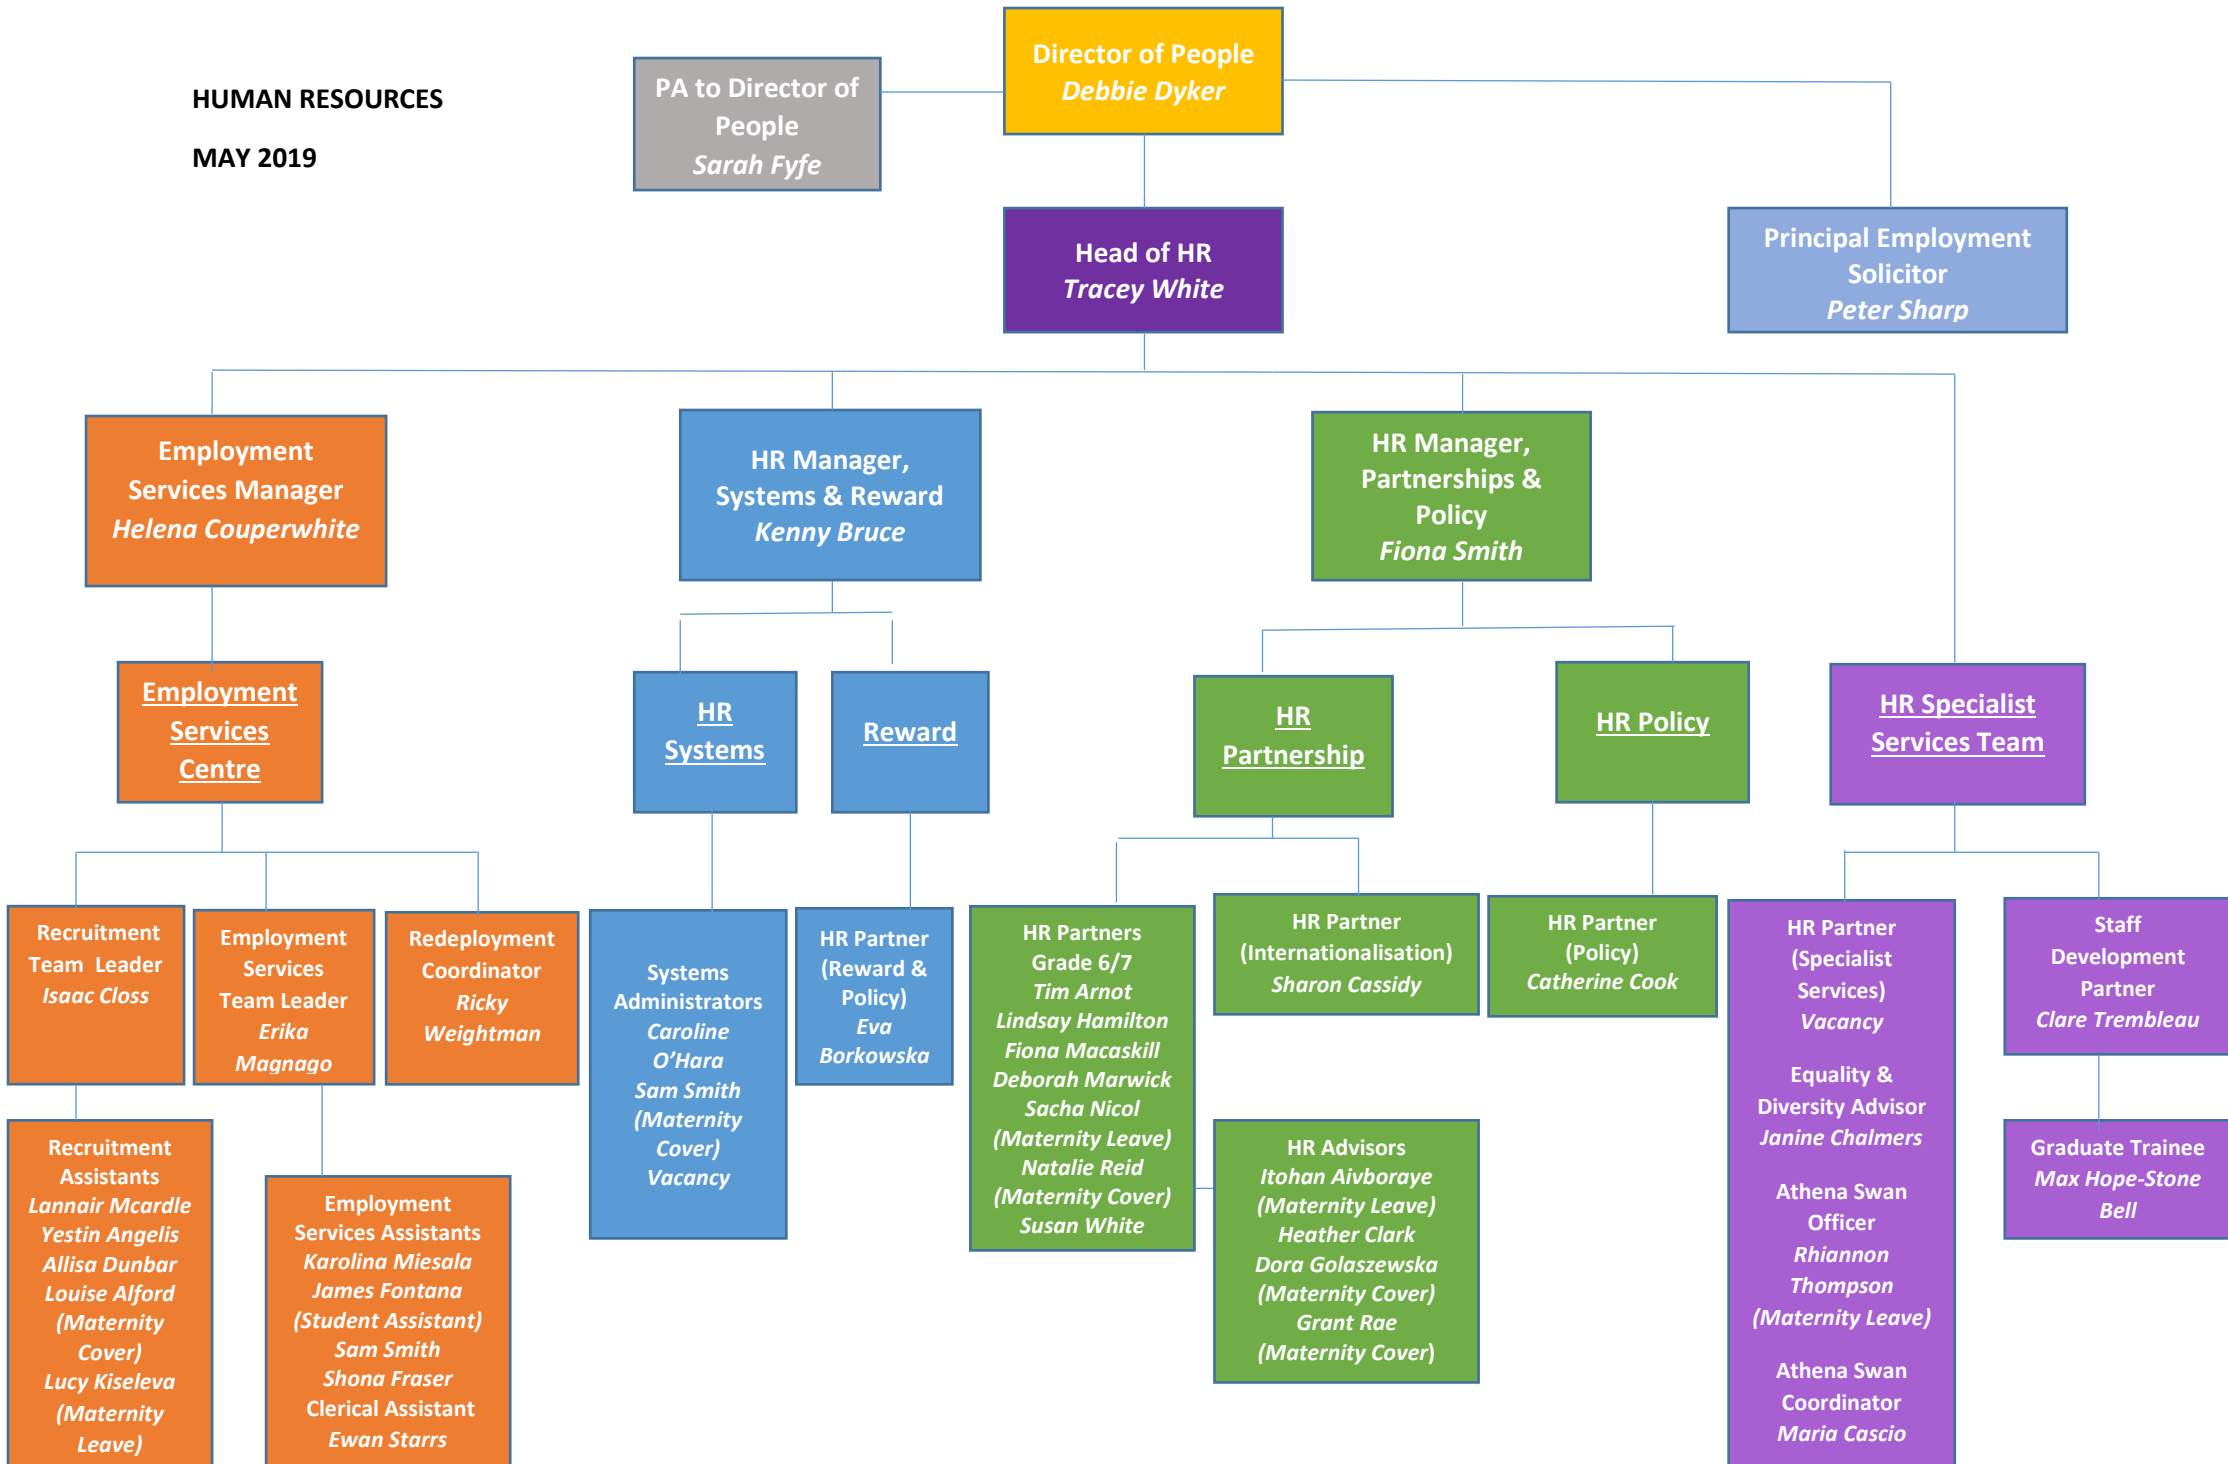 HUMAN RESOURCES
MAY 2019
PA to Director of
People
Sarah Fyfe
Director of People
Debbie Dyker
Head of HR
Tracey White
Principal Employment
Solicitor
Peter Sharp
Employment
Services Manager
Helena Couperwhite
HR Manager,
Systems & Reward
Kenny Bruce
HR Manager,
Partnerships &
Policy
Fiona Smith
Employment
Services
Centre
HR
Systems
Reward
HR
Partnership
HR Policy
HR Specialist
Services Team
Recruitment
Team Leader
Isaac Closs
Employment
Services
Team Leader
Erika
Magnago
Redeployment
Coordinator
Ricky
Weightman
Systems
Administrators
Caroline
O’Hara
Sam Smith
(Maternity
Cover)
Vacancy
HR Partner
(Reward &
Policy)
Eva
Borkowska
HR Partners
Grade 6/7
Tim Arnot
Lindsay Hamilton
Fiona Macaskill
Deborah Marwick
Sacha Nicol
(Maternity Leave)
Natalie Reid
(Maternity Cover)
Susan White
HR Partner
(Internationalisation)
Sharon Cassidy
HR Partner
(Policy)
Catherine Cook
HR Partner
(Specialist
Services)
Vacancy
Equality &
Diversity Advisor
Janine Chalmers
Athena Swan
Officer
Rhiannon
Thompson
(Maternity Leave)
Athena Swan
Coordinator
Maria Cascio
Staff
Development
Partner
Clare Trembleau
Recruitment
Assistants
Lannair Mcardle
Yestin Angelis
Allisa Dunbar
Louise Alford
(Maternity
Cover)
Lucy Kiseleva
(Maternity
Leave)
Employment
Services Assistants
Karolina Miesala
James Fontana
(Student Assistant)
Sam Smith
Shona Fraser
Clerical Assistant
Ewan Starrs
HR Advisors
Itohan Aivboraye
(Maternity Leave)
Heather Clark
Dora Golaszewska
(Maternity Cover)
Grant Rae
(Maternity Cover)
Graduate Trainee
Max Hope-Stone
Bell